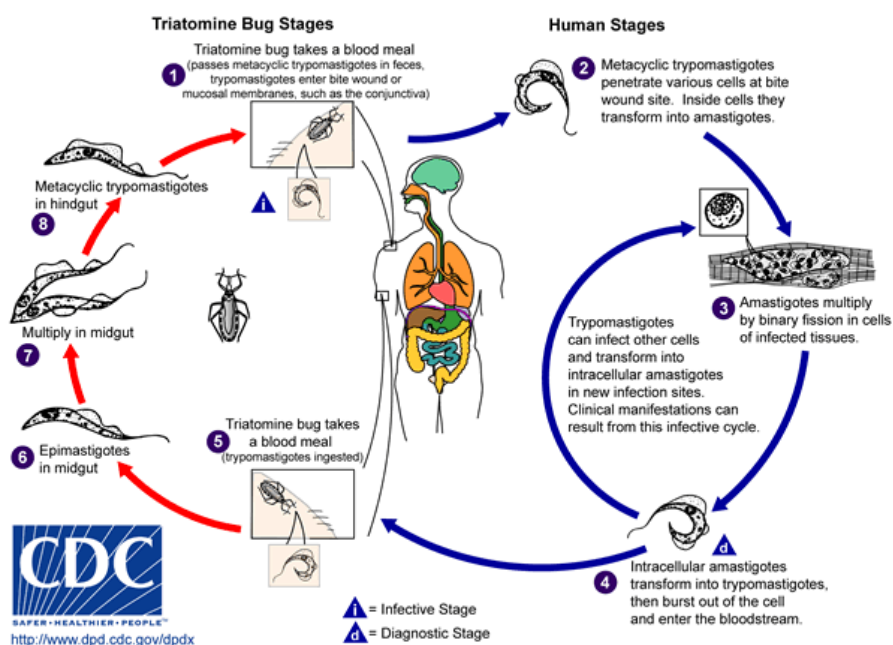 Triatomine Bug Stages
Human Stages
Triatomine bug takes a blood meal
(passes metacyclic trypomastigotes in feces,
trypomastigotes enter bite wound or
mucosal membranes, such as the conjunctiva)
1
i
2
Metacyclic trypomastigotes
penetrate various cells at bite
wound site. Inside cells they
transform into amastigotes.
3
Amastigotes multiply
by binary fission in cells
of infected tissues.
Trypomastigotes
can infect other cells
and transform into
intracellular amastigotes
in new infection sites.
Clinical manifestations can
result from this infective cycle.
d
4
Intracellular amastigotes
transform into trypomastigotes,
then burst out of the cell
and enter the bloodstream.
5
Triatomine bug takes
a blood meal
(trypomastigotes ingested)
6
Epimastigotes
in midgut
Multiply in midgut
7
Metacyclic trypomastigotes
in hindgut
8
i = Infective Stage
d = Diagnostic Stage
CDC
SAFER•HEALTHIER•PEOPLE™
http://www.dpd.cdc.gov/dpdx